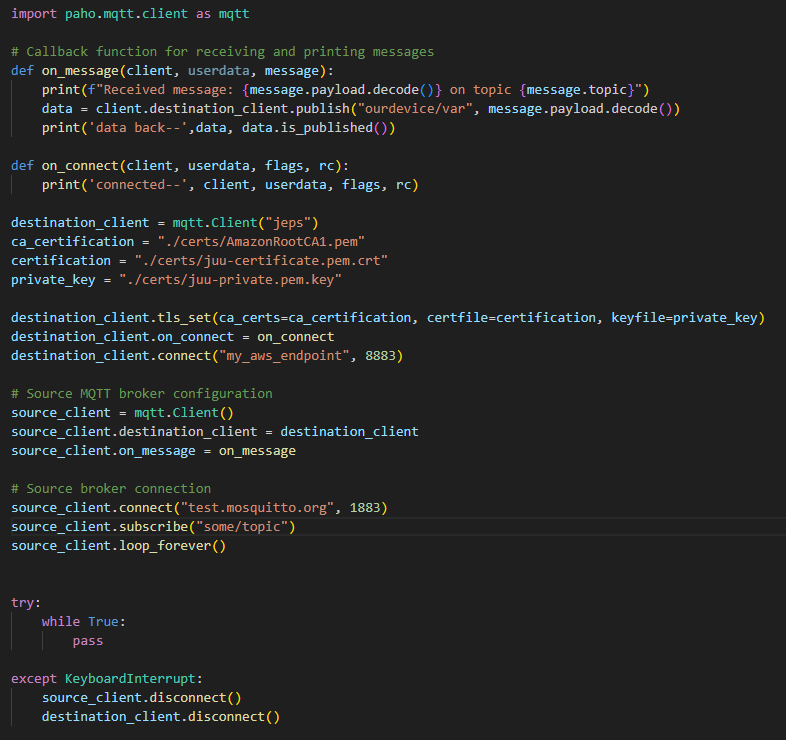 import paho.mqtt.client as mqtt
# Callback function for receiving and printing messages
def on_message(client, userdata, message):
    print(f"Received message: {message.payload.decode()} on topic {message.topic}")
    data = client.destination_client.publish("ourdevice/var", message.payload.decode())
    print('data back--',data, data.is_published())
def on_connect(client, userdata, flags, rc):
    print('connected--', client, userdata, flags, rc)
destination_client = mqtt.Client("jeps")
ca_certification = "./certs/AmazonRootCA1.pem"
certification = "./certs/juu-certificate.pem.crt"
private_key = "./certs/juu-private.pem.key"
destination_client.tls_set(ca_certs=ca_certification, certfile=certification, keyfile=private_key)
destination_client.on_connect = on_connect
destination_client.connect("my_aws_endpoint", 8883)
# Source MQTT broker configuration
source_client = mqtt.Client()
source_client.destination_client = destination_client
source_client.on_message = on_message
# Source broker connection
source_client.connect("test.mosquitto.org", 1883)
source_client.subscribe("some/topic")
source_client.loop_forever()
try:
    while True:
        pass
except KeyboardInterrupt:
    source_client.disconnect()
    destination_client.disconnect()